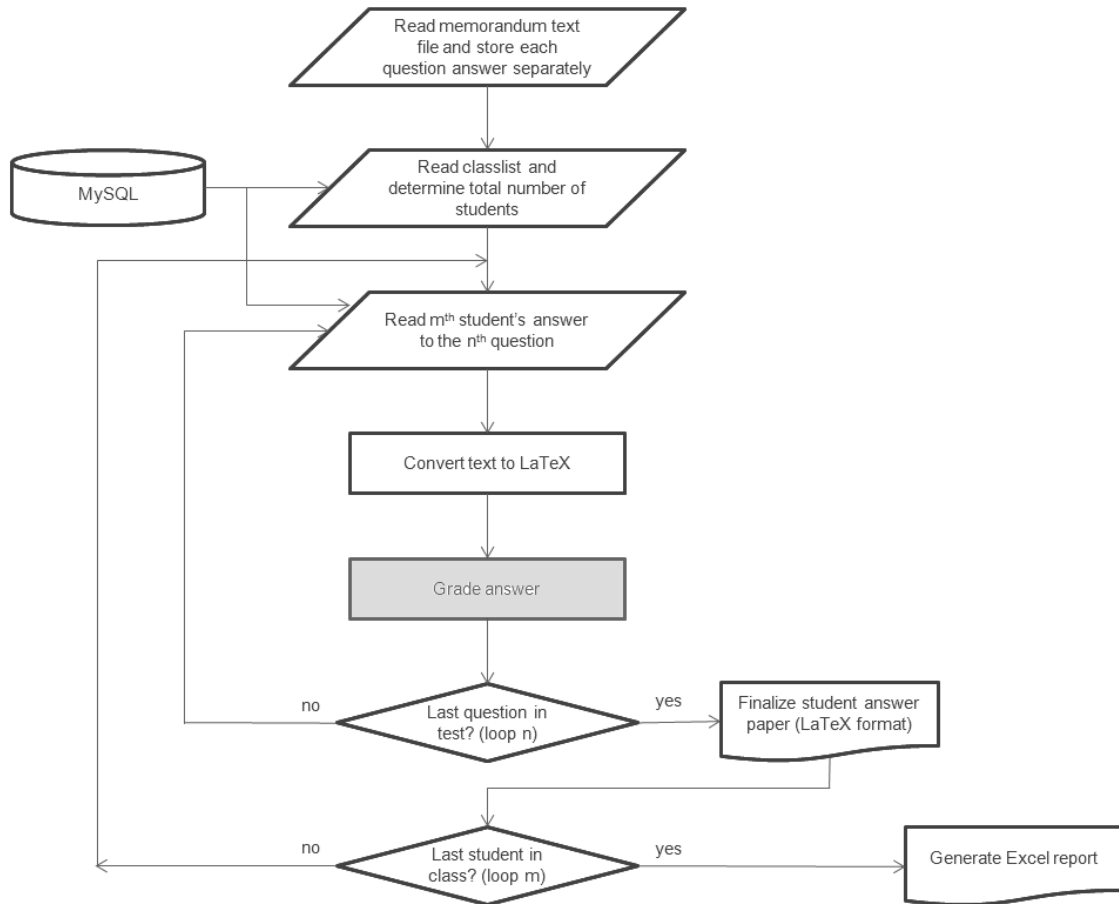 Read memorandum text
file and store each
question answer separately
MySQL
Read classlist and
determine total number of
students
Read mᵗʰ student's answer
to the nᵗʰ question
Convert text to LaTeX
Grade answer
no
Last question in
test? (loop n)
yes
Finalize student answer
paper (LaTeX format)
no
Last student in
class? (loop m)
yes
Generate Excel report